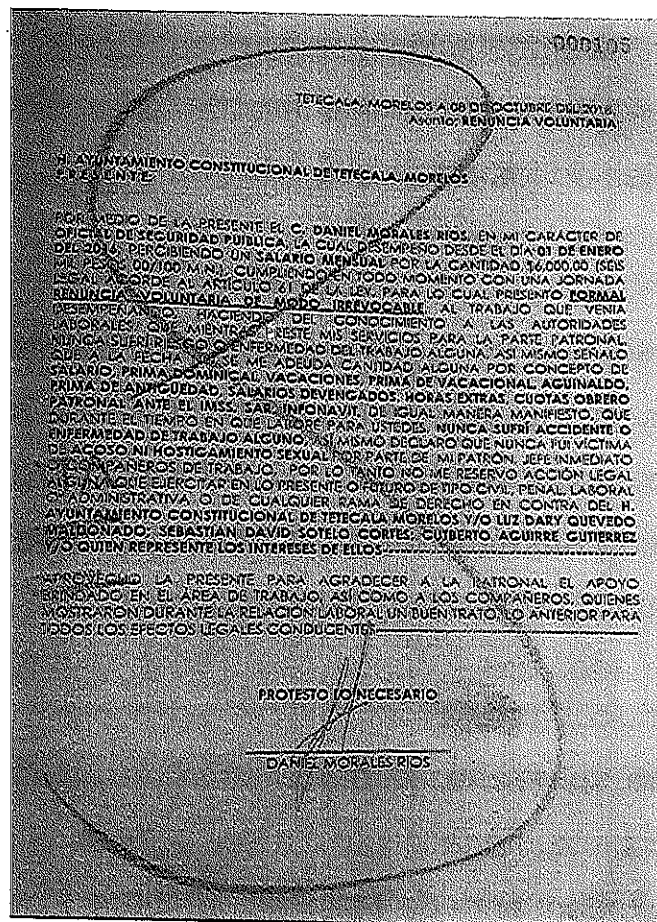 000105
TETECALA, MORELOS A 08 DE OCTUBRE DEL 2018.
Asunto: RENUNCIA VOLUNTARIA
H. AYUNTAMIENTO CONSTITUCIONAL DE TETECALA, MORELOS
P R E S E N T E:
POR MEDIO DE LA PRESENTE EL C. DANIEL MORALES RIOS, EN MI CARÁCTER DE
OFICIAL DE SEGURIDAD PUBLICA, LA CUAL DESEMPEÑO DESDE EL DIA 01 DE ENERO
DEL PERCIBIENDO UN SALARIO MENSUAL POR LA CANTIDAD (SEIS
MIL PESOS 00/100 M.N.), CUMPLIENDO EN TODO MOMENTO CON UNA JORNADA
LEGAL ACORDE AL ARTÍCULO 61 DE LA LEY, PARA LO CUAL PRESENTO FORMAL
RENUNCIA VOLUNTARIA DE MODO IRREVOCABLE AL TRABAJO QUE VENIA
DESEMPEÑANDO, HACIENDO DEL CONOCIMIENTO A LAS AUTORIDADES
LABORALES QUE MIENTRAS PRESTE MIS SERVICIOS PARA LA PARTE PATRONAL,
NUNCA SUFRI RIESGO O ENFERMEDAD DEL TRABAJO ALGUNA, ASI MISMO SEÑALO
QUE A LA FECHA NO SE ME ADEUDA CANTIDAD ALGUNA POR CONCEPTO DE
SALARIO, PRIMA DOMINICAL, VACACIONES, PRIMA DE VACACIONAL, AGUINALDO,
PRIMA DE ANTIGÜEDAD, SALARIOS DEVENGADOS, HORAS EXTRAS, CUOTAS OBRERO
PATRONAL ANTE EL IMSS, SAR, INFONAVIT, DE IGUAL MANERA MANIFIESTO, QUE
DURANTE EL TIEMPO EN QUE LABORE PARA USTEDES, NUNCA SUFRÍ ACCIDENTE O
ENFERMEDAD DE TRABAJO ALGUNO, ASI MISMO DECLARO QUE NUNCA FUI VICTIMA
DE ACOSO NI HOSTIGAMIENTO SEXUAL POR PARTE DE MI PATRÓN, JEFE INMEDIATO
O COMPAÑEROS DE TRABAJO. POR LO TANTO NO ME RESERVO ACCION LEGAL
ALGUNA QUE EJERCITAR EN LO PRESENTE O FUTURO DE TIPO CIVIL, PENAL, LABORAL
O ADMINISTRATIVA O DE CUALQUIER RAMA DE DERECHO EN CONTRA DEL H.
AYUNTAMIENTO CONSTITUCIONAL DE TETECALA MORELOS Y/O LUZ DARY QUEVEDO
MALDONADO, SEBASTIAN DAVID SOTELO CORTES, GUTBERTO AGUIRRE GUTIERREZ
Y/O QUIEN REPRESENTE LOS INTERESES DE ELLOS
APROVECHO LA PRESENTE PARA AGRADECER A LA PATRONAL EL APOYO
BRINDADO EN EL AREA DE TRABAJO, ASI COMO A LOS COMPAÑEROS, QUIENES
MOSTRARON DURANTE LA RELACION LABORAL UN BUEN TRATO, LO ANTERIOR PARA
TODOS LOS EFECTOS LEGALES CONDUCENTES
PROTESTO LO NECESARIO
DANIEL MORALES RIOS